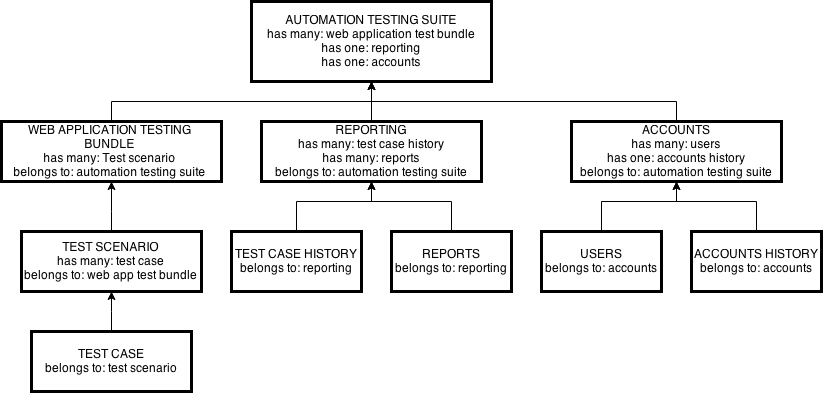 AUTOMATION TESTING SUITE
has many: web application test bundle
has one: reporting
has one: accounts
WEB APPLICATION TESTING
BUNDLE
has many: Test scenario
belongs to: automation testing suite
REPORTING
has many: test case history
has many: reports
belongs to: automation testing suite
ACCOUNTS
has many: users
has one: accounts history
belongs to: automation testing suite
TEST SCENARIO
has many: test case
belongs to: web app test bundle
TEST CASE HISTORY
belongs to: reporting
REPORTS
belongs to: reporting
USERS
belongs to: accounts
ACCOUNTS HISTORY
belongs to: accounts
TEST CASE
belongs to: test scenario